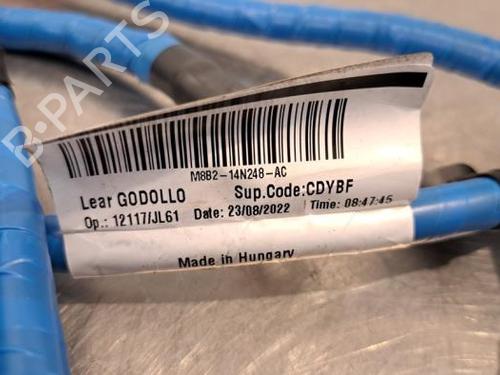 B-PARTS
M8B2-14N248-AC
Lear GODOLLO Sup.Code:CDYBF
Op.: 12117/JL61 Date: 23/08/2022 Time: 08:47:45
Made in Hungary